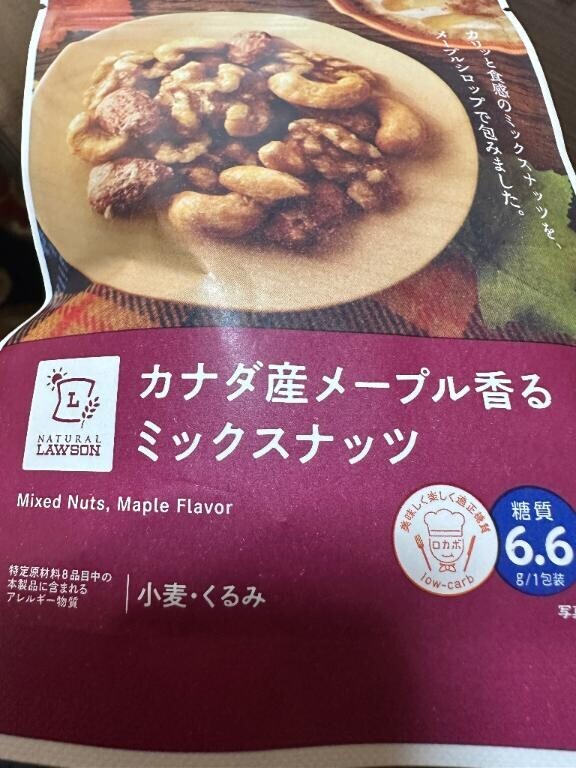 カリッと食感のミックスナッツを、
メープルシロップで包みました。
L
NATURAL
LAWSON
カナダ産メープル香る
ミックスナッツ
Mixed Nuts, Maple Flavor
美味しく楽しく適正糖質
ロカボ
low-carb
糖質
6.6
g/1包装
特定原材料8品目中の
本製品に含まれる
アレルギー物質
小麦・くるみ
写真